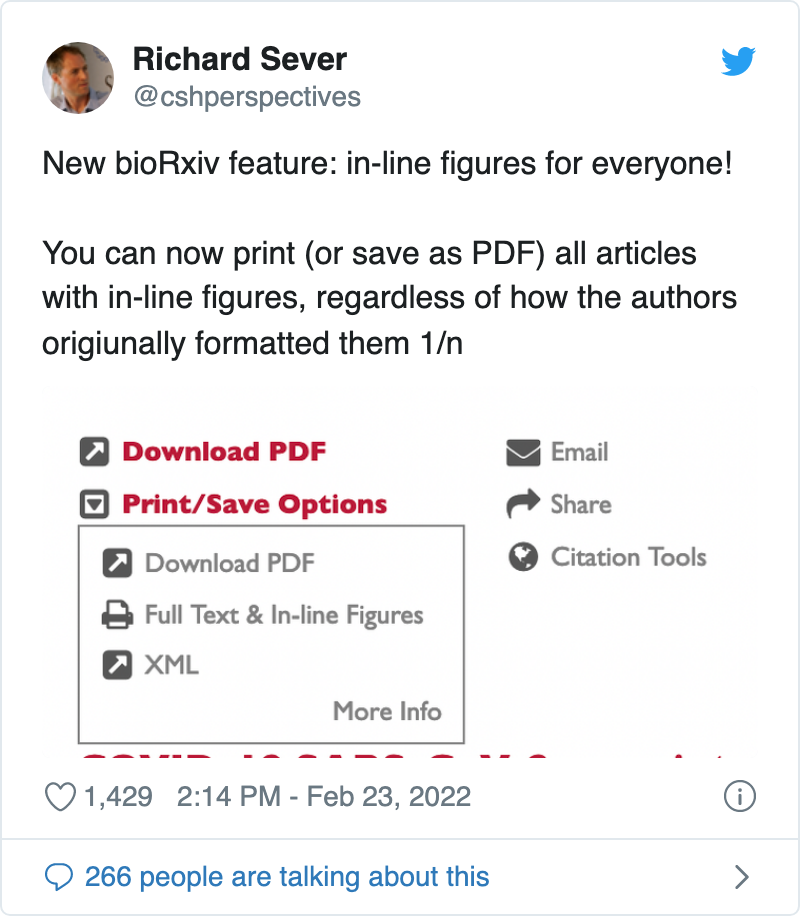 Richard Sever
@cshperspectives
New bioRxiv feature: in-line figures for everyone!
You can now print (or save as PDF) all articles
with in-line figures, regardless of how the authors
origiunally formatted them 1/n
Download PDF
Print/Save Options
Download PDF
Full Text & In-line Figures
XML
More Info
Email
Share
Citation Tools
1,429 2:14 PM - Feb 23, 2022
266 people are talking about this